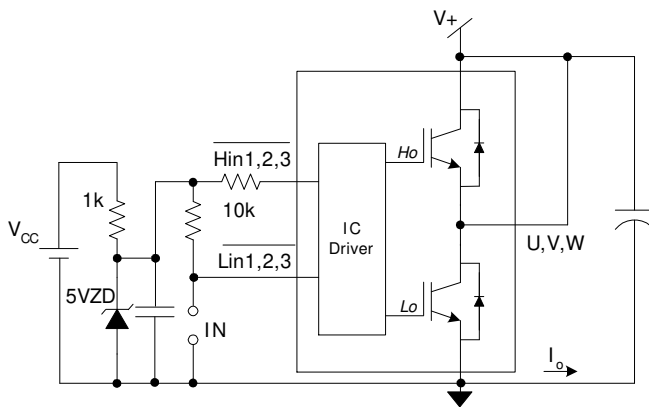 V+
Hin1,2,3
Ho
1k
10k
IC
Driver
VCC
Lin1,2,3
U,V,W
5VZD
Lo
IN
Io